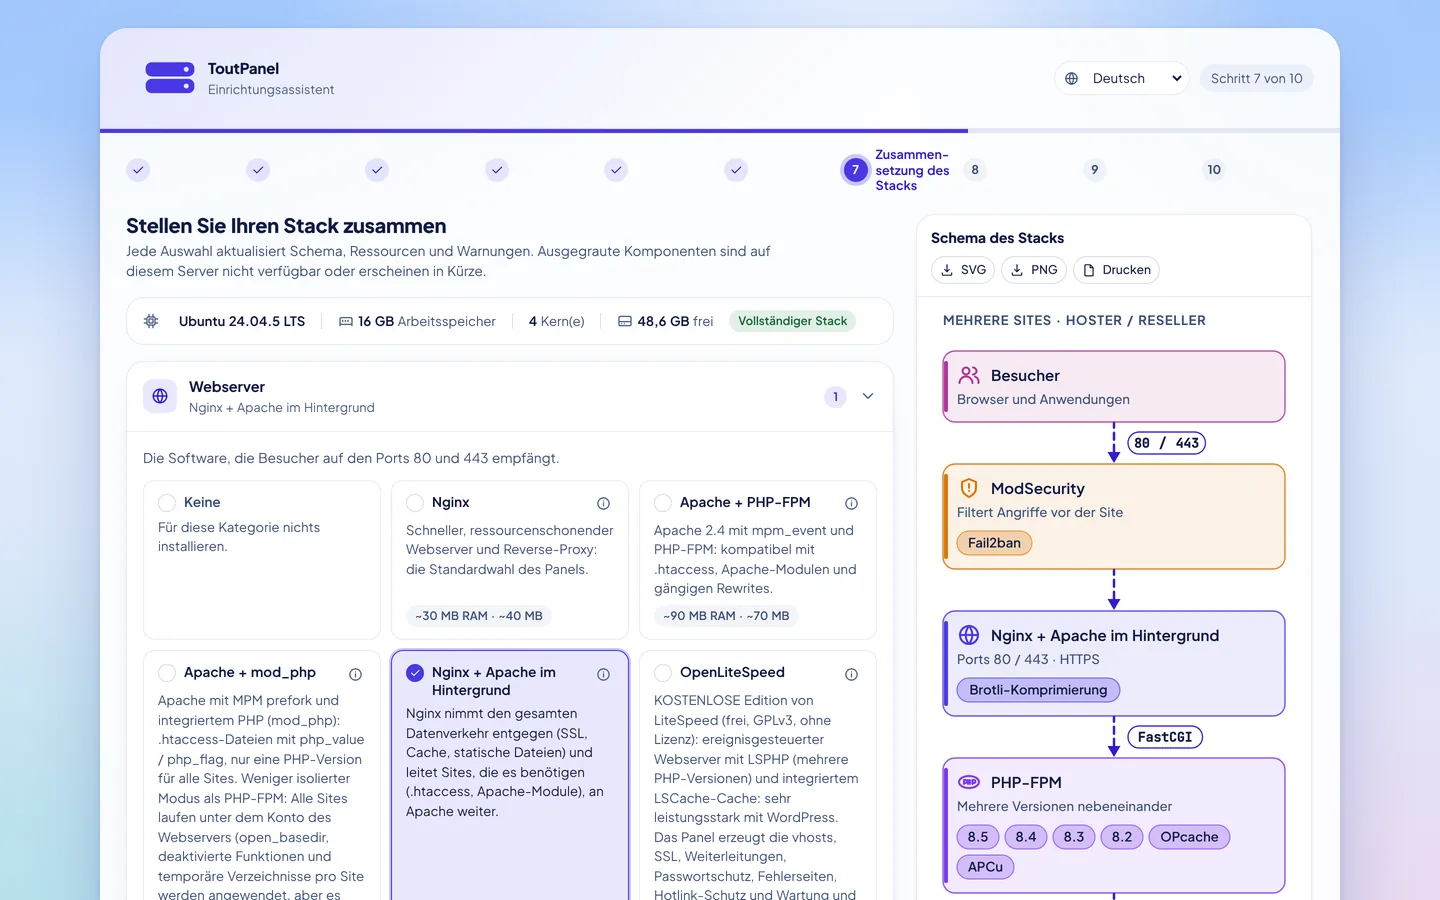 ToutPanel
Einrichtungsassistent
Deutsch
Schritt 7 von 10
7
Zusammen-
setzung des
Stacks
8
9
10
Stellen Sie Ihren Stack zusammen
Jede Auswahl aktualisiert Schema, Ressourcen und Warnungen. Ausgegraute Komponenten sind auf
diesem Server nicht verfügbar oder erscheinen in Kürze.
Ubuntu 24.04.5 LTS
16 GB Arbeitsspeicher
4 Kern(e)
48,6 GB frei
Vollständiger Stack
Webserver
Nginx + Apache im Hintergrund
1
Die Software, die Besucher auf den Ports 80 und 443 empfängt.
Keine
Für diese Kategorie nichts
installieren.
Nginx
Schneller, ressourcenschonender
Webserver und Reverse-Proxy:
die Standardwahl des Panels.
~30 MB RAM · ~40 MB
Apache + PHP-FPM
Apache 2.4 mit mpm_event und
PHP-FPM: kompatibel mit
.htaccess, Apache-Modulen und
gängigen Rewrites.
~90 MB RAM · ~70 MB
Apache + mod_php
Apache mit MPM prefork und
integriertem PHP (mod_php):
.htaccess-Dateien mit php_value
/ php_flag, nur eine PHP-Version
für alle Sites. Weniger isolierter
Modus als PHP-FPM: Alle Sites
laufen unter dem Konto des
Webservers (open_basedir,
deaktivierte Funktionen und
temporäre Verzeichnisse pro Site
werden angewendet, aber es
Nginx + Apache im
Hintergrund
Nginx nimmt den gesamten
Datenverkehr entgegen (SSL,
Cache, statische Dateien) und
leitet Sites, die es benötigen
(.htaccess, Apache-Module), an
Apache weiter.
OpenLiteSpeed
KOSTENLOSE Edition von
LiteSpeed (frei, GPLv3, ohne
Lizenz): ereignisgesteuerter
Webserver mit LSPHP (mehrere
PHP-Versionen) und integriertem
LSCache-Cache: sehr
leistungsstark mit WordPress.
Das Panel erzeugt die vhosts,
SSL, Weiterleitungen,
Passwortschutz, Fehlerseiten,
Hotlink-Schutz und Wartung und
Schema des Stacks
SVG
PNG
Drucken
MEHRERE SITES · HOSTER / RESELLER
Besucher
Browser und Anwendungen
80 / 443
ModSecurity
Filtert Angriffe vor der Site
Fail2ban
Nginx + Apache im Hintergrund
Ports 80 / 443 · HTTPS
Brotli-Komprimierung
FastCGI
PHP-FPM
Mehrere Versionen nebeneinander
8.5
8.4
8.3
8.2
OPcache
APCu